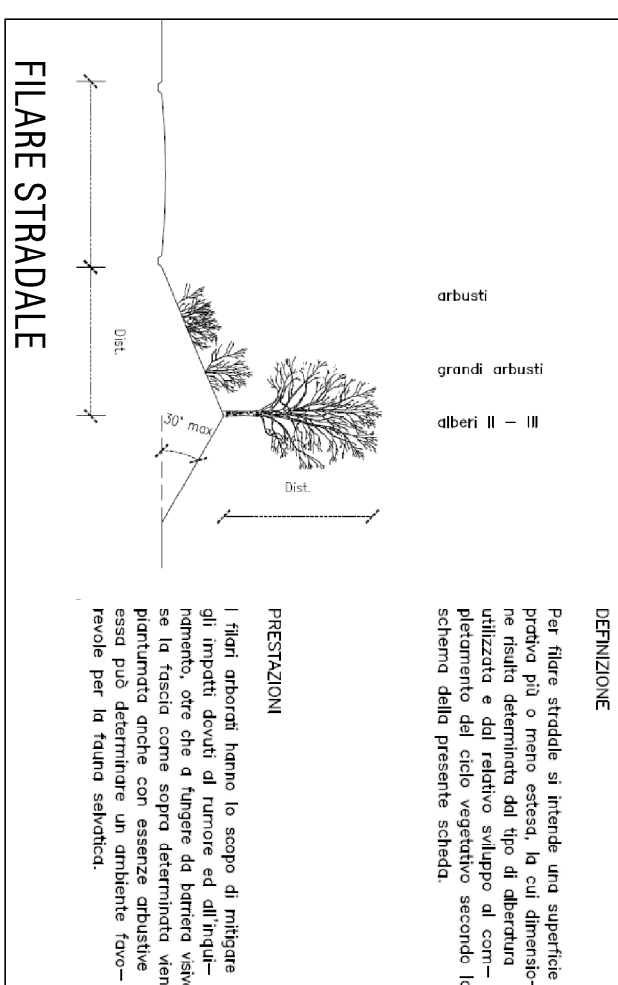 FILARE STRADALE
arbusti
grandi arbusti
alberi II – III
Dist.
30° max
Dist.
DEFINIZIONE
Per filare stradale si intende una superficie
prativa più o meno estesa, la cui dimensio–
ne risulta determinata dal tipo di alberatura
utilizzata e dal relativo sviluppo al com–
pletamento del ciclo vegetativo secondo lo
schema della presente scheda.
PRESTAZIONI
I filari arborati hanno lo scopo di mitigare
gli impatti dovuti al rumore ed all'inqui–
namento, otre che a fungere da barriera visiva
se la fascia come sopra determinata vien
piantumata anche con essenze arbustive
essa può determinare un ambiente favo–
revole per la fauna selvatica.